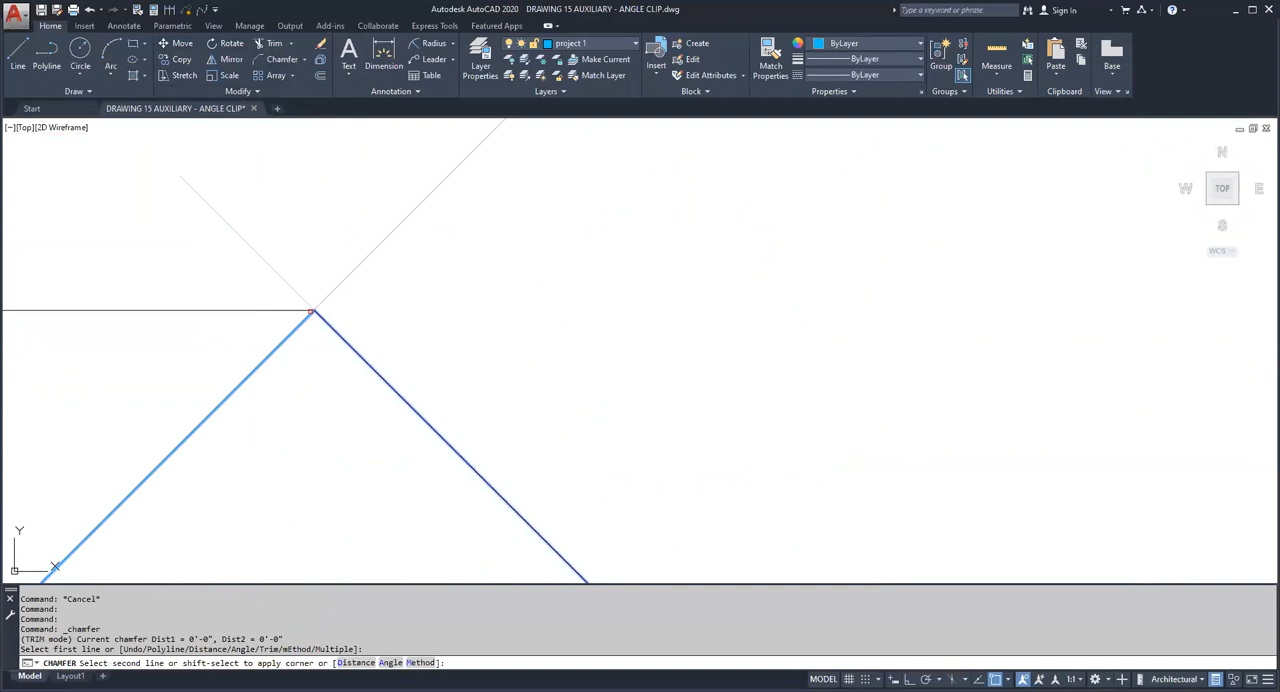 Autodesk AutoCAD 2020 DRAWING 15 AUXILIARY - ANGLE CLIP.dwg
Type a keyword or phrase
Sign In
Home Insert Annotate Parametric View Manage Output Add-ins Collaborate Express Tools Featured Apps
Line Polyline Circle Arc
Move Rotate Trim
Copy Mirror Chamfer
Stretch Scale Array
Text Dimension
Radius
Leader
Table
Layer
Properties
project 1
Make Current
Match Layer
Insert
Create
Edit
Edit Attributes
Match
Properties
ByLayer
ByLayer
ByLayer
Group
Measure
Paste
Base
Draw Modify Annotation Layers Block Properties Groups Utilities Clipboard View
Start DRAWING 15 AUXILIARY - ANGLE CLIP*
[−][Top][2D Wireframe]
N
W TOP E
S
WCS
Y
X
Command: *Cancel*
Command:
Command:
Command: _chamfer
(TRIM mode) Current chamfer Dist1 = 0'-0", Dist2 = 0'-0"
Select first line or [Undo/Polyline/Distance/Angle/Trim/mEthod/Multiple]:
CHAMFER Select second line or shift-select to apply corner or [Distance Angle Method]:
Model Layout1
MODEL 1:1 Architectural